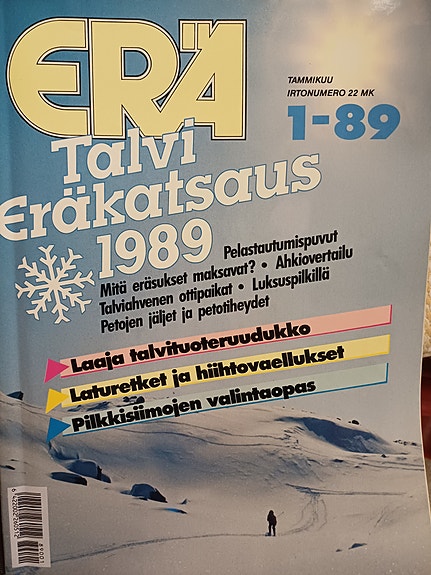 ERÄ
TAMMIKUU
IRTONUMERO 22 MK
1-89
Talvi
Eräkatsaus
1989
Pelastautumispuvut
Mitä eräsukset maksavat? • Ahkiovertailu
Talviahvenen ottipaikat • Luksuspilkillä
Petojen jäljet ja petotiheydet
Laaja talvituoteruudukko
Laturetket ja hiihtovaellukset
Pilkkisiimojen valintaopas